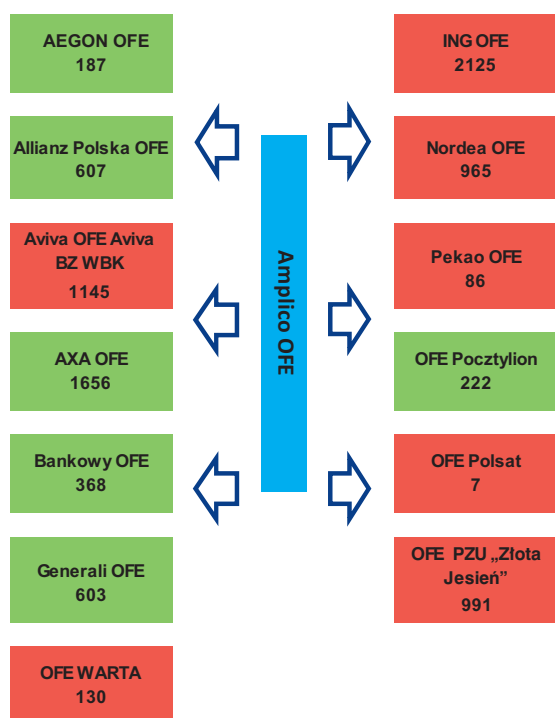 AEGON OFE
187
Allianz Polska OFE
607
Aviva OFE Aviva
BZ WBK
1145
AXA OFE
1656
Bankowy OFE
368
Generali OFE
603
OFE WARTA
130
Amplico OFE
ING OFE
2125
Nordea OFE
965
Pekao OFE
86
OFE Pocztylion
222
OFE Polsat
7
OFE PZU „Złota
Jesień”
991